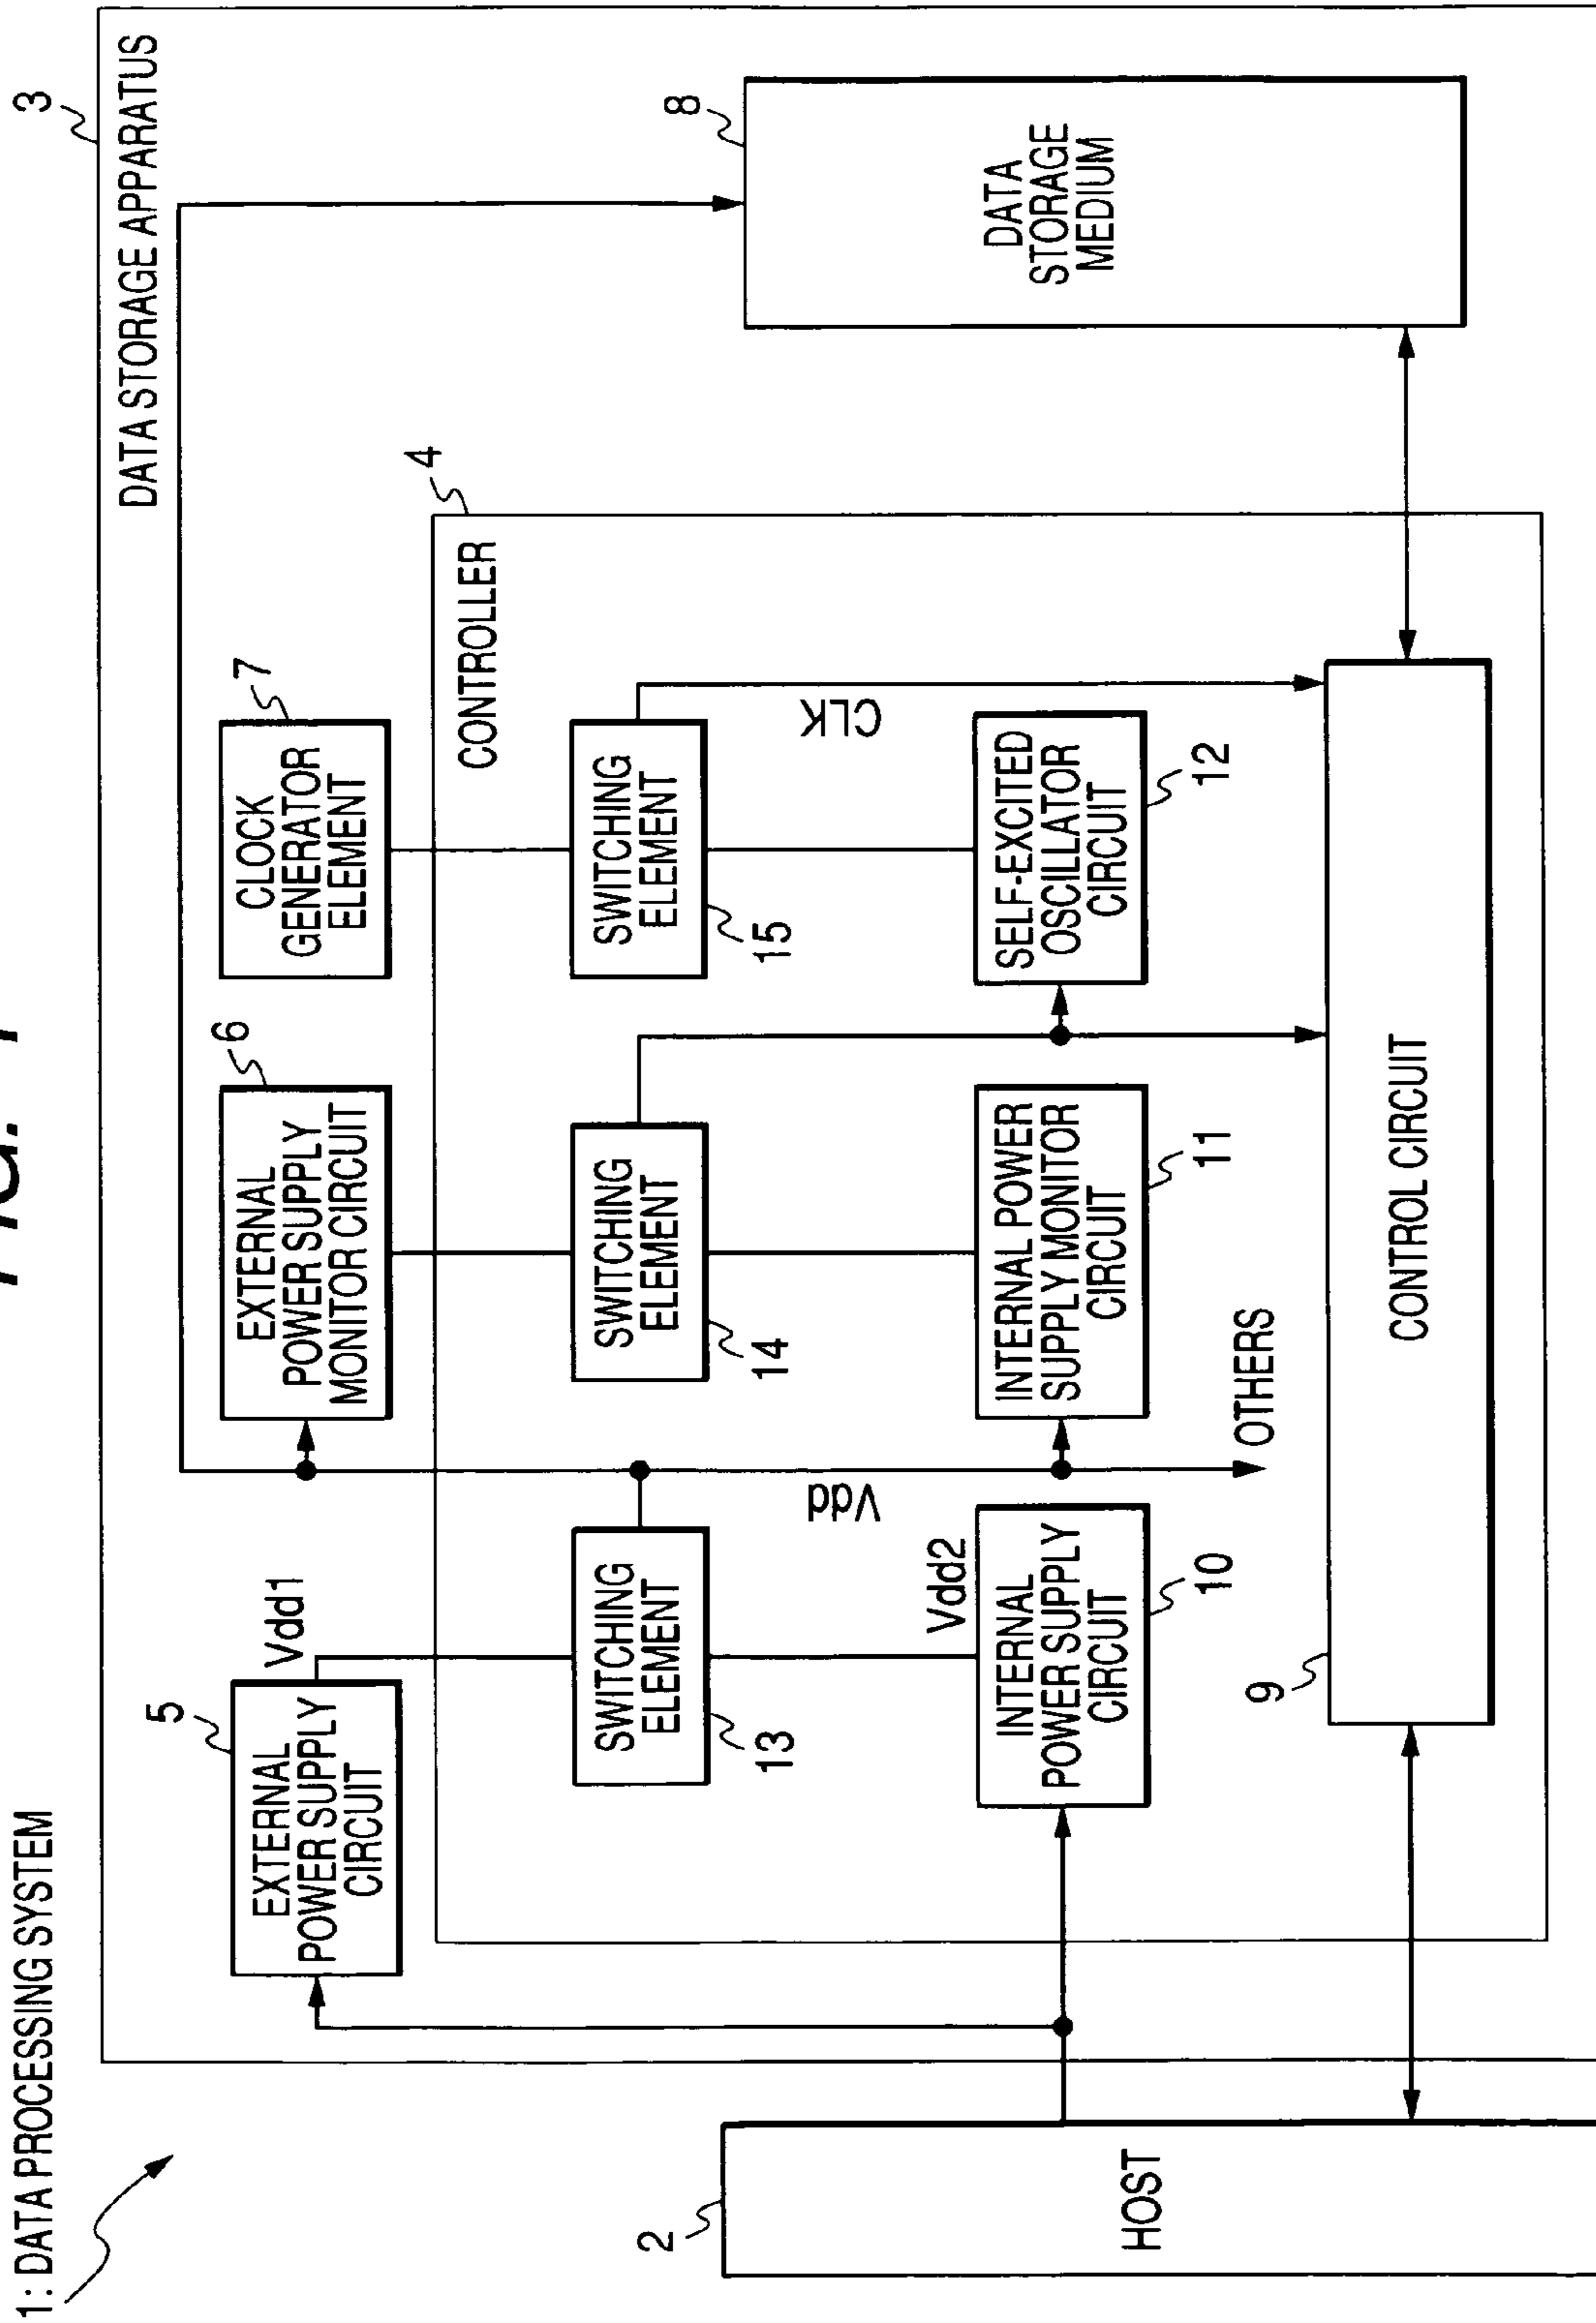 FIG. 1
1: DATA PROCESSING SYSTEM
3
DATA STORAGE APPARATUS
5
EXTERNAL
POWER SUPPLY
CIRCUIT
Vdd1
6
EXTERNAL
POWER SUPPLY
MONITOR CIRCUIT
7
CLOCK
GENERATOR
ELEMENT
4
CONTROLLER
8
DATA
STORAGE
MEDIUM
SWITCHING
ELEMENT
13
SWITCHING
ELEMENT
14
SWITCHING
ELEMENT
15
Vdd
CLK
Vdd2
INTERNAL
POWER SUPPLY
CIRCUIT
10
INTERNAL POWER
SUPPLY MONITOR
CIRCUIT
11
SELF-EXCITED
OSCILLATOR
CIRCUIT
12
OTHERS
2
HOST
9
CONTROL CIRCUIT